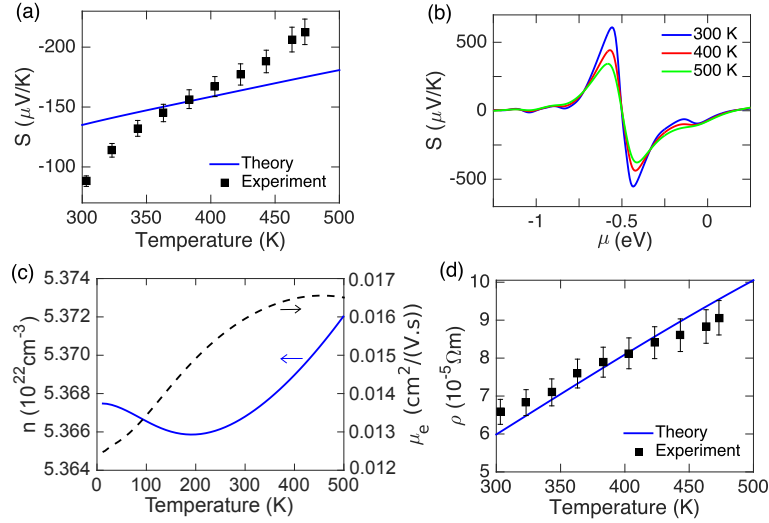 (a)
-200
-150
-100
S (μV/K)
Theory
Experiment
300 350 400 450 500
Temperature (K)
(b)
500
0
-500
S (μV/K)
300 K
400 K
500 K
-1 -0.5 0
μ (eV)
(c)
5.374
5.372
5.370
5.368
5.366
5.364
n (10²²cm⁻³)
0.017
0.016
0.015
0.014
0.013
0.012
μₑ (cm²/(V.s))
0 100 200 300 400 500
Temperature (K)
(d)
10
9
8
7
6
5
ρ (10⁻⁵Ωm)
Theory
Experiment
300 350 400 450 500
Temperature (K)